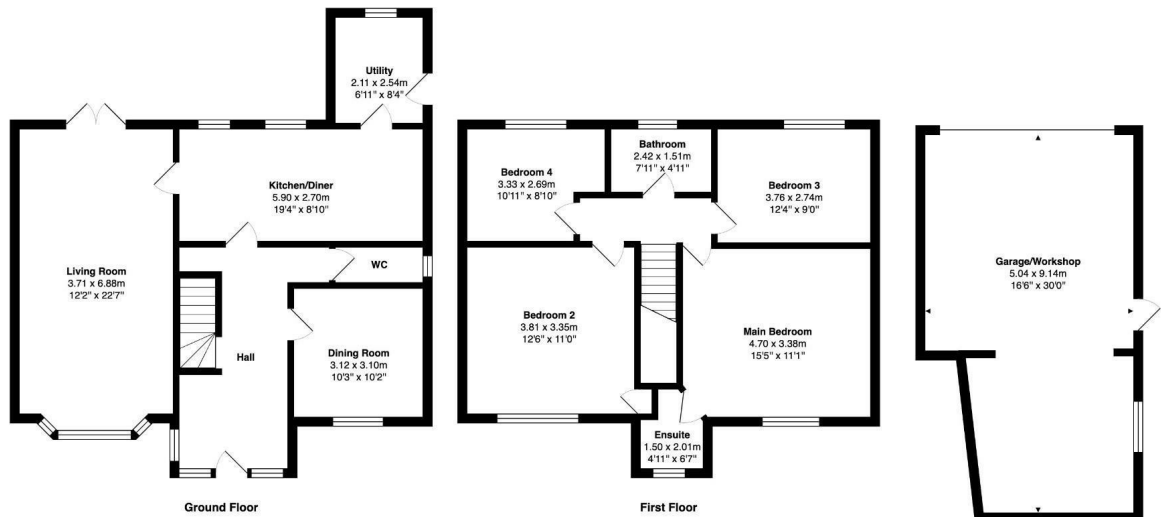 Utility
2.11 x 2.54m
6'11" x 8'4"
Kitchen/Diner
5.90 x 2.70m
19'4" x 8'10"
Living Room
3.71 x 6.88m
12'2" x 22'7"
WC
Hall
Dining Room
3.12 x 3.10m
10'3" x 10'2"
Ground Floor
Bedroom 4
3.33 x 2.69m
10'11" x 8'10"
Bathroom
2.42 x 1.51m
7'11" x 4'11"
Bedroom 3
3.76 x 2.74m
12'4" x 9'0"
Bedroom 2
3.81 x 3.35m
12'6" x 11'0"
Main Bedroom
4.70 x 3.38m
15'5" x 11'1"
Ensuite
1.50 x 2.01m
4'11" x 6'7"
First Floor
Garage/Workshop
5.04 x 9.14m
16'6" x 30'0"